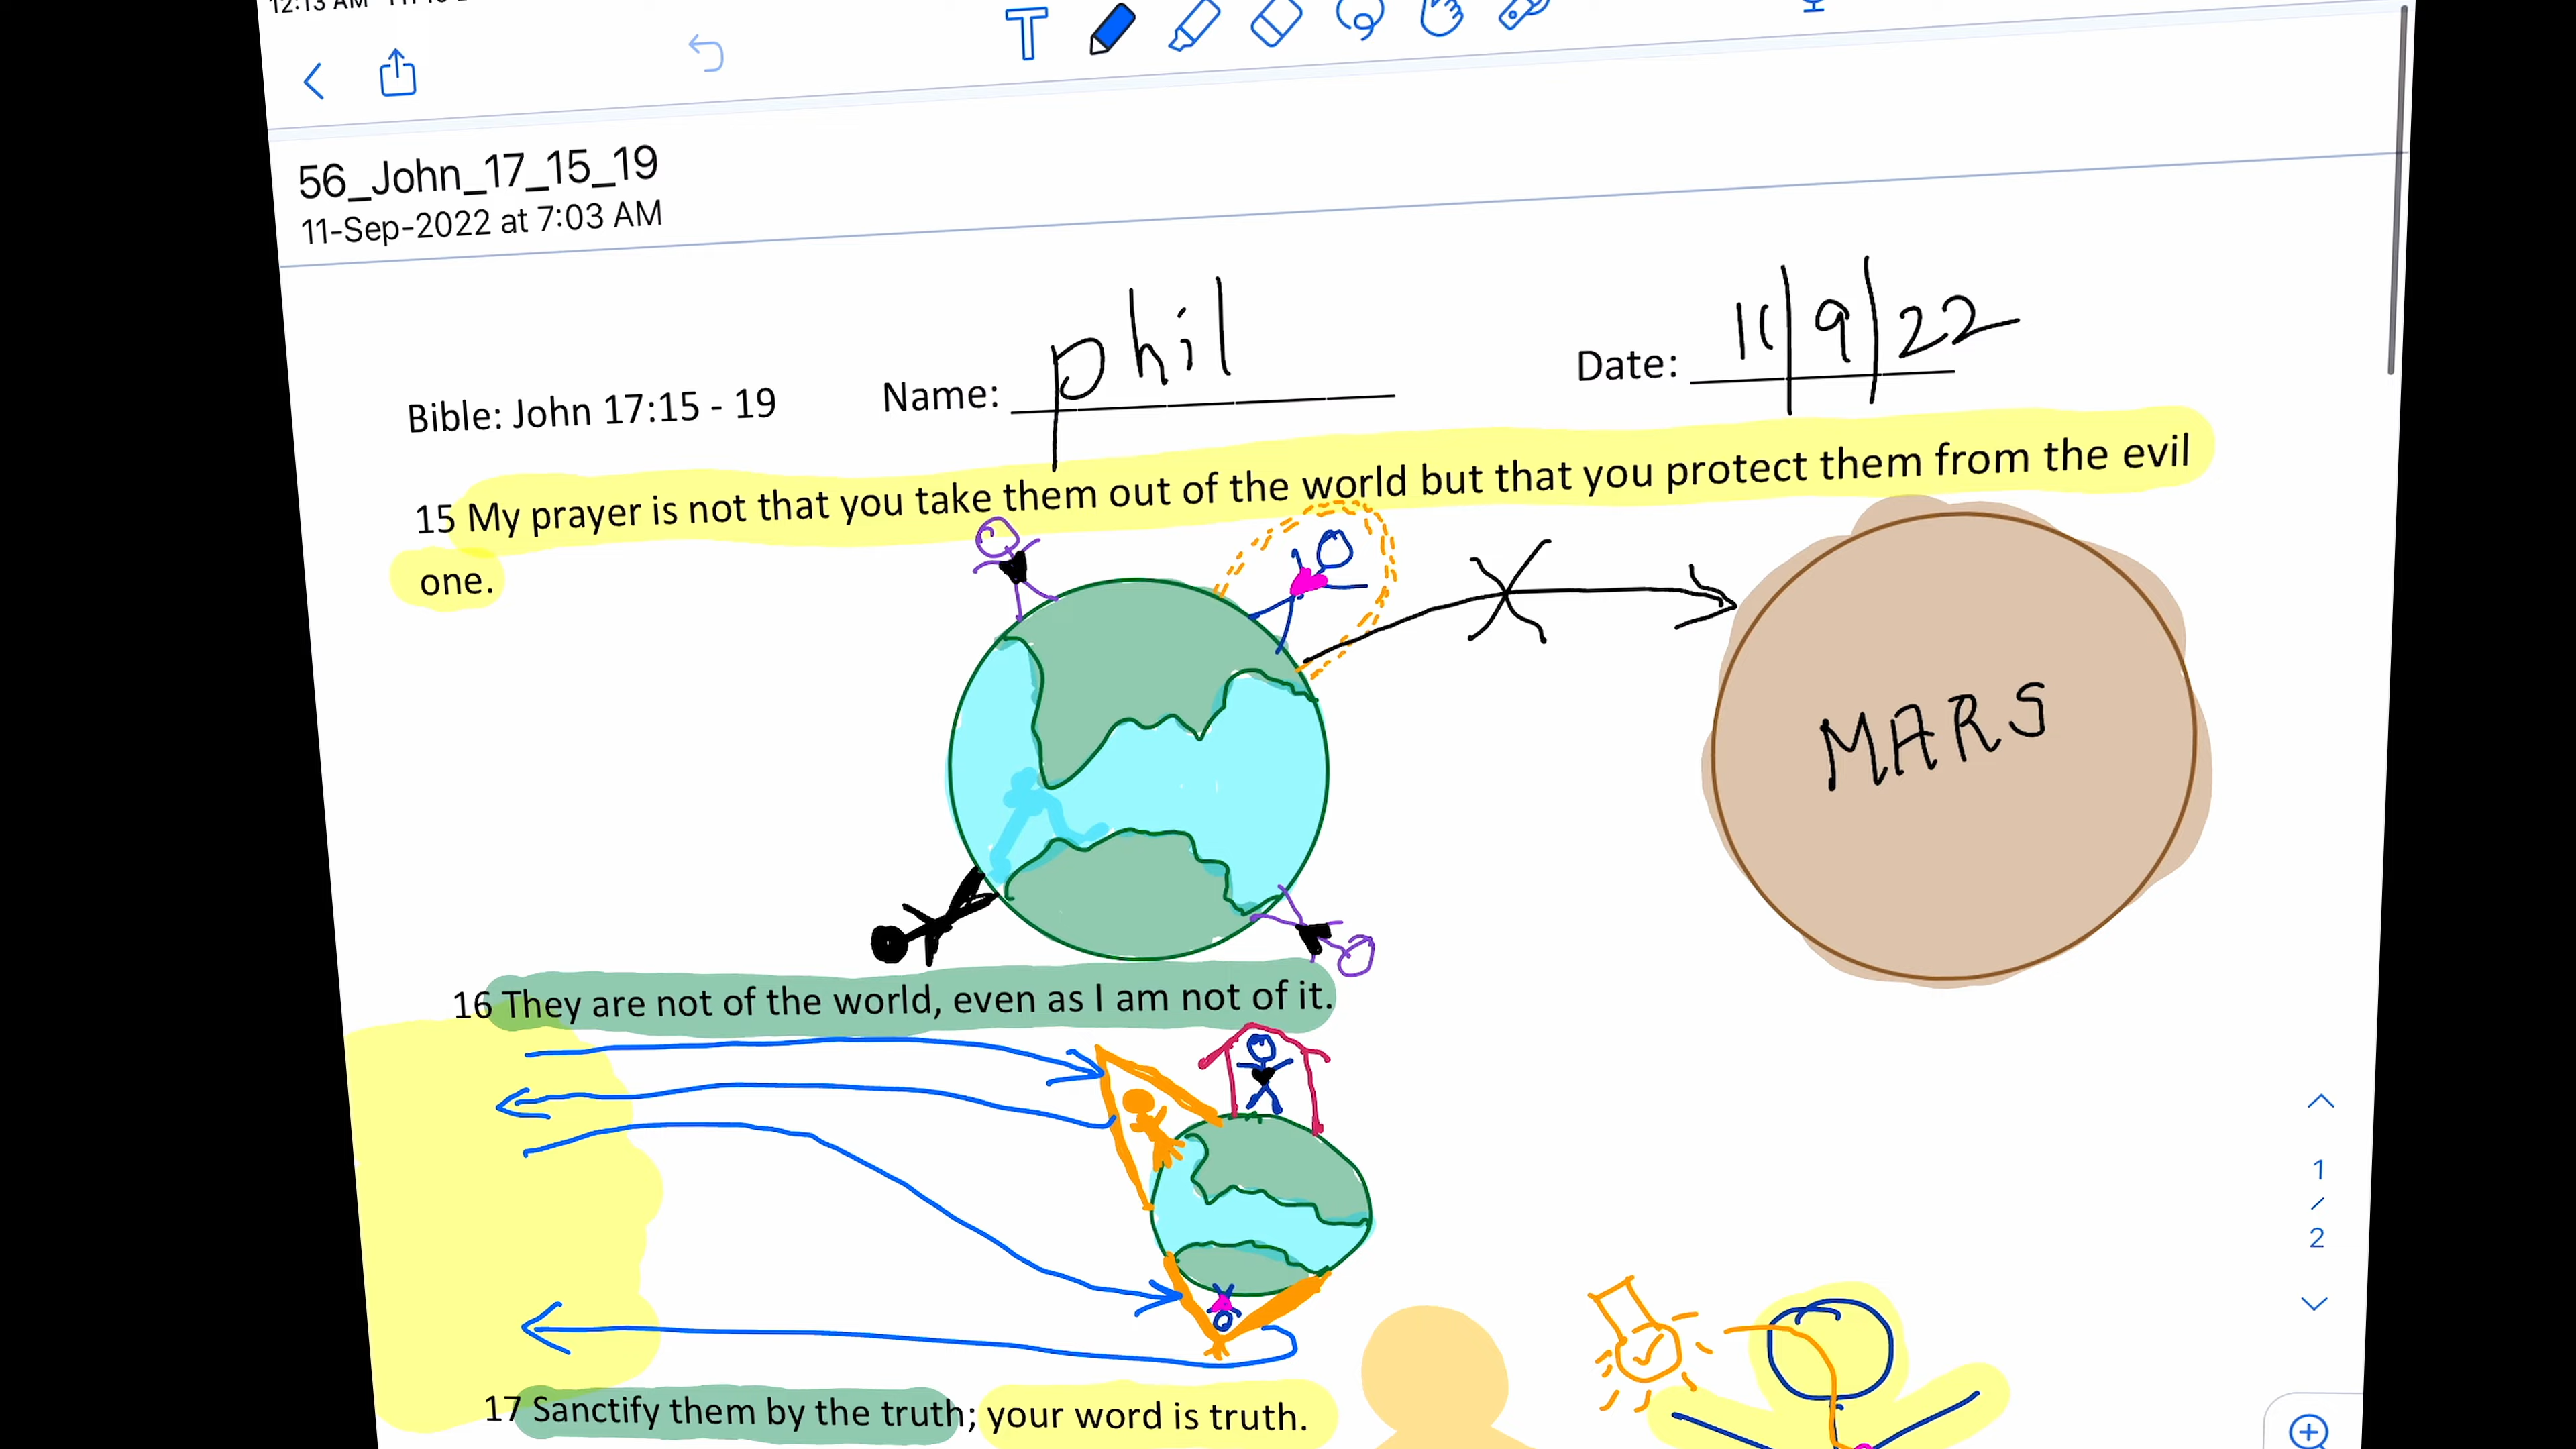 56_John_17_15_19
11-Sep-2022 at 7:03 AM
Bible: John 17:15 - 19 Name: phil Date: 11/9/22
15 My prayer is not that you take them out of the world but that you protect them from the evil
one.
MARS
16 They are not of the world, even as I am not of it.
1
/
2
17 Sanctify them by the truth; your word is truth.